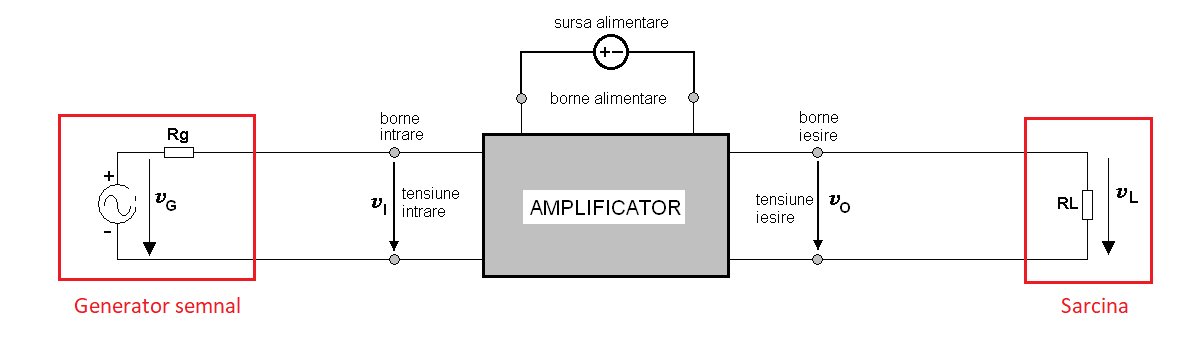 sursa alimentare
+-
borne alimentare
borne
intrare
borne
iesire
Rg
+
vG
-
vI
tensiune
intrare
AMPLIFICATOR
tensiune
iesire
vO
RL
vL
Generator semnal
Sarcina